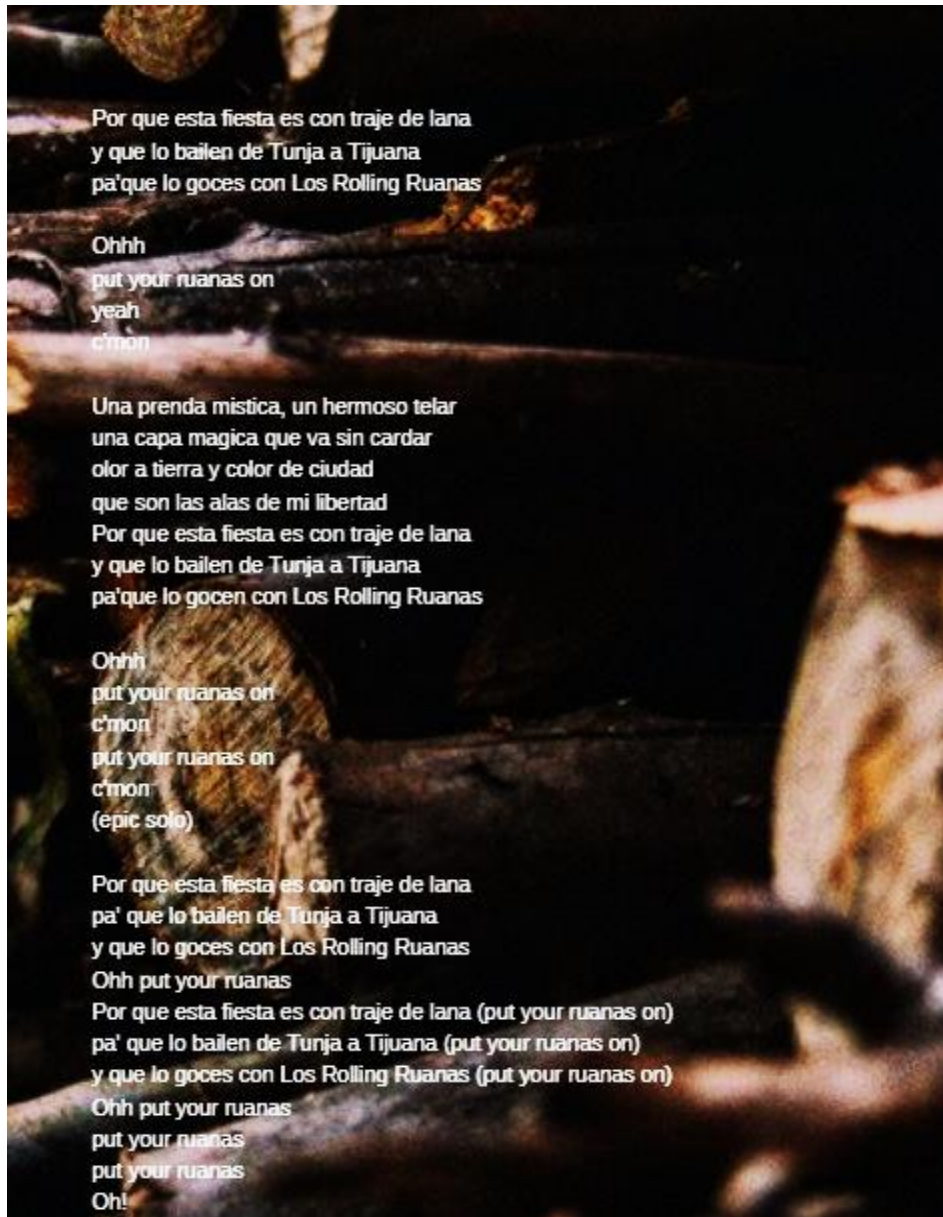 Por que esta fiesta es con traje de lana
y que lo bailen de Tunja a Tijuana
pa'que lo goces con Los Rolling Ruanas
Ohhh
put your ruanas on
yeah
c'mon
Una prenda mistica, un hermoso telar
una capa magica que va sin cardar
olor a tierra y color de ciudad
que son las alas de mi libertad
Por que esta fiesta es con traje de lana
y que lo bailen de Tunja a Tijuana
pa'que lo gocen con Los Rolling Ruanas
Ohhh
put your ruanas on
c'mon
put your ruanas on
c'mon
(epic solo)
Por que esta fiesta es con traje de lana
pa' que lo bailen de Tunja a Tijuana
y que lo goces con Los Rolling Ruanas
Ohh put your ruanas
Por que esta fiesta es con traje de lana (put your ruanas on)
pa' que lo bailen de Tunja a Tijuana (put your ruanas on)
y que lo goces con Los Rolling Ruanas (put your ruanas on)
Ohh put your ruanas
put your ruanas
put your ruanas
Oh!